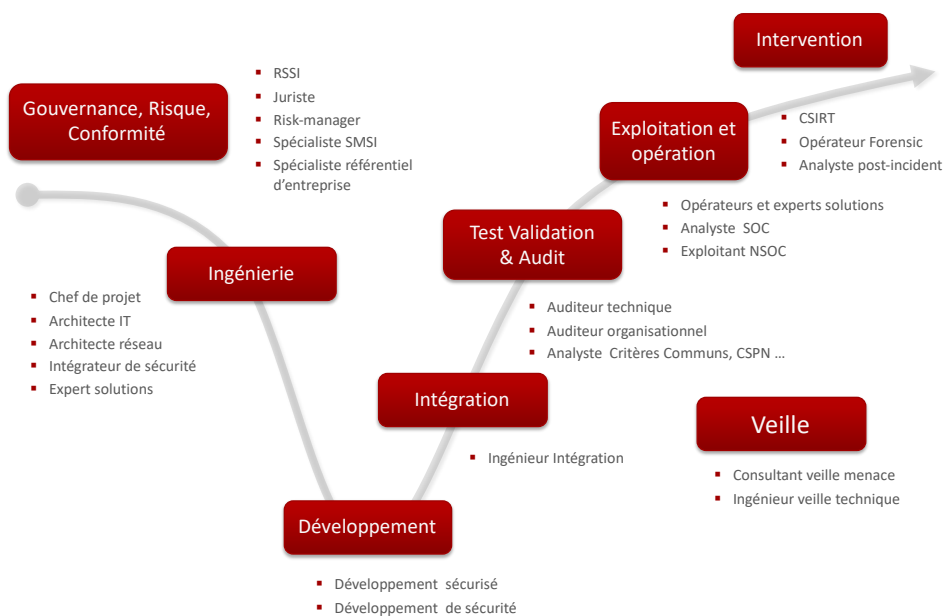 Gouvernance, Risque,
Conformité
▪ RSSI
▪ Juriste
▪ Risk-manager
▪ Spécialiste SMSI
▪ Spécialiste référentiel
d'entreprise
Ingénierie
▪ Chef de projet
▪ Architecte IT
▪ Architecte réseau
▪ Intégrateur de sécurité
▪ Expert solutions
Développement
▪ Développement sécurisé
▪ Développement de sécurité
Intégration
▪ Ingénieur Intégration
Test Validation
& Audit
▪ Auditeur technique
▪ Auditeur organisationnel
▪ Analyste Critères Communs, CSPN ...
Exploitation et
opération
▪ Opérateurs et experts solutions
▪ Analyste SOC
▪ Exploitant NSOC
Intervention
▪ CSIRT
▪ Opérateur Forensic
▪ Analyste post-incident
Veille
▪ Consultant veille menace
▪ Ingénieur veille technique